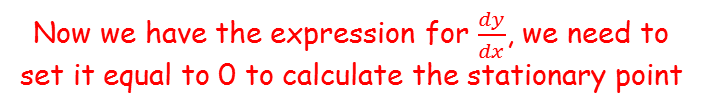 Now we have the expression for dy/dx, we need to
set it equal to 0 to calculate the stationary point